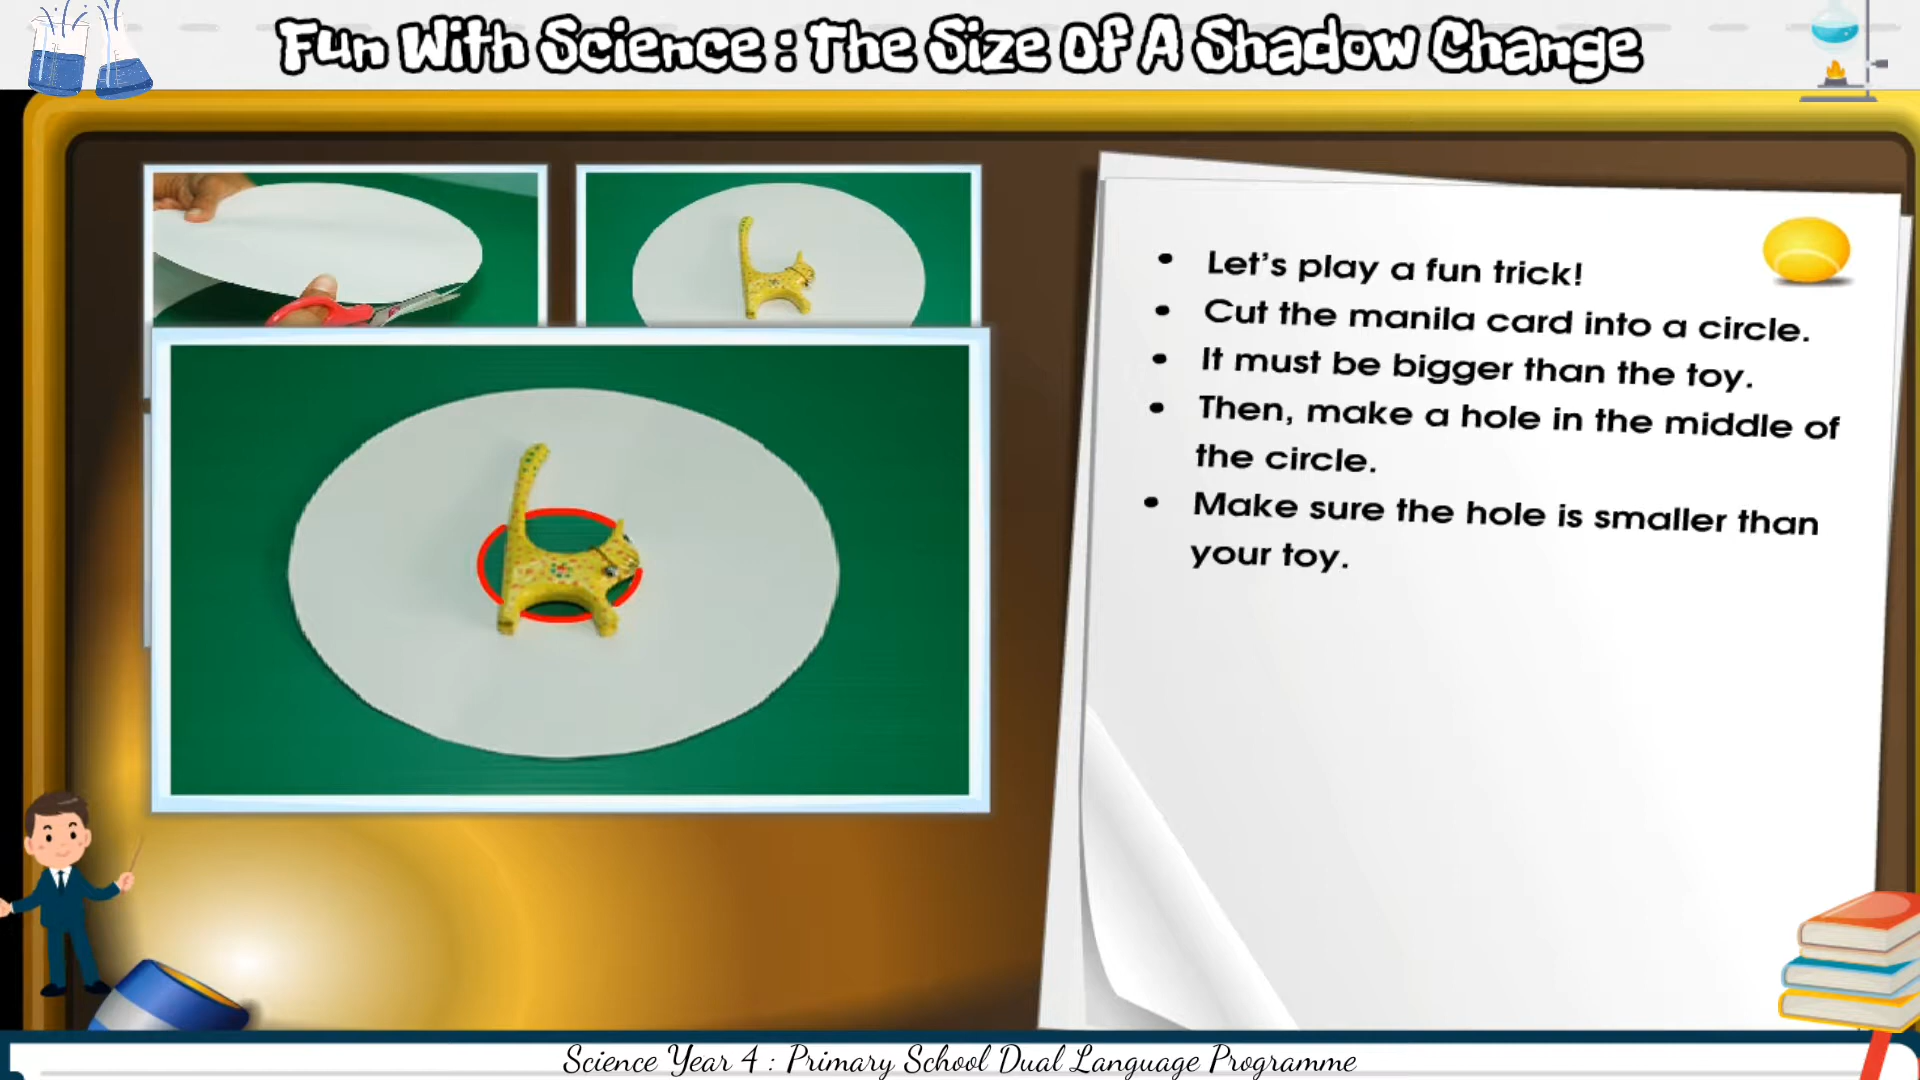 Fun With Science : The Size Of A Shadow Change
• Let's play a fun trick!
• Cut the manila card into a circle.
• It must be bigger than the toy.
• Then, make a hole in the middle of
the circle.
• Make sure the hole is smaller than
your toy.
Science Year 4 : Primary School Dual Language Programme